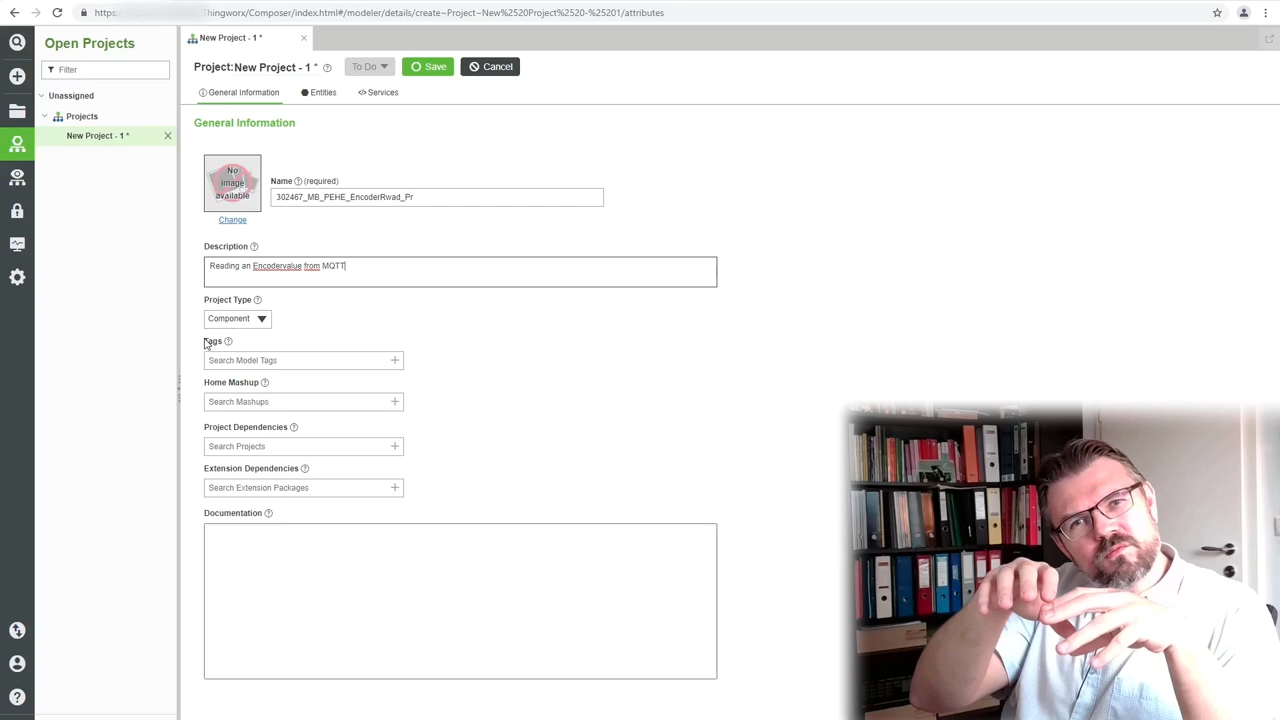 https:
Thingworx/Composer/index.html#/modeler/details/create~Project~New%2520Project%2520-%25201/attributes
Open Projects
Filter
Unassigned
Projects
New Project - 1 *
New Project - 1 *
Project:New Project - 1 *
To Do
Save
Cancel
General Information
Entities
Services
General Information
No
image
available
Change
Name (required)
302467_MB_PEHE_EncoderRwad_Pr
Description
Reading an Encodervalue from MQTT
Project Type
Component
Tags
Search Model Tags
Home Mashup
Search Mashups
Project Dependencies
Search Projects
Extension Dependencies
Search Extension Packages
Documentation